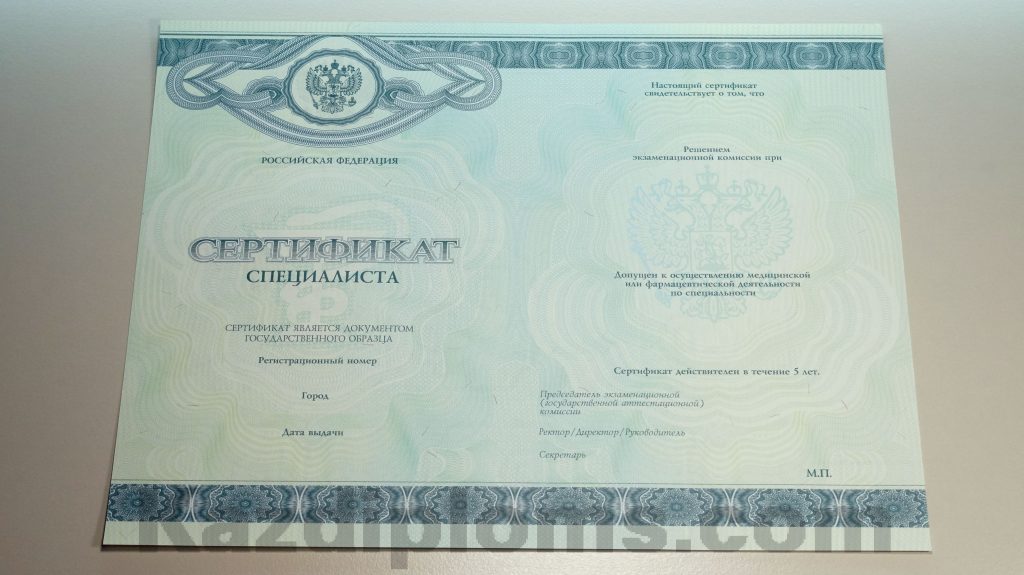 РОССИЙСКАЯ ФЕДЕРАЦИЯ
СЕРТИФИКАТ
СПЕЦИАЛИСТА
СЕРТИФИКАТ ЯВЛЯЕТСЯ ДОКУМЕНТОМ
ГОСУДАРСТВЕННОГО ОБРАЗЦА
Регистрационный номер
Город
Дата выдачи
Настоящий сертификат
свидетельствует о том, что
Решением
экзаменационной комиссии при
Допущен к осуществлению медицинской
или фармацевтической деятельности
по специальности
Сертификат действителен в течение 5 лет.
Председатель экзаменационной
(государственной аттестационной)
комиссии
Ректор/Директор/Руководитель
Секретарь
М.П.
ka2diploms.com